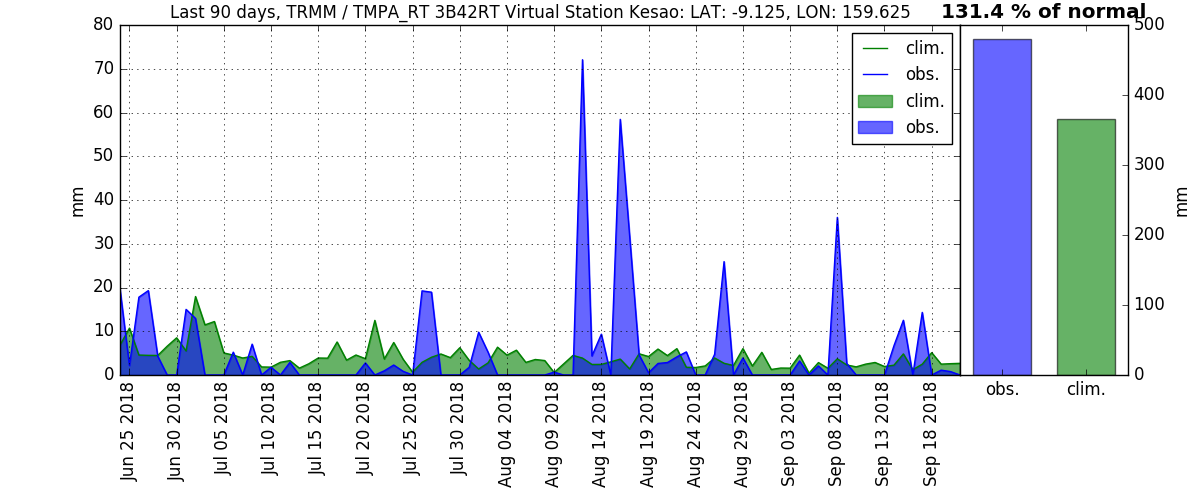 Last 90 days, TRMM / TMPA_RT 3B42RT Virtual Station Kesao: LAT: -9.125, LON: 159.625
131.4 % of normal
80
70
60
50
40
30
20
10
0
mm
clim.
obs.
clim.
obs.
500
400
300
200
100
0
mm
obs.
clim.
Jun 25 2018
Jun 30 2018
Jul 05 2018
Jul 10 2018
Jul 15 2018
Jul 20 2018
Jul 25 2018
Jul 30 2018
Aug 04 2018
Aug 09 2018
Aug 14 2018
Aug 19 2018
Aug 24 2018
Aug 29 2018
Sep 03 2018
Sep 08 2018
Sep 13 2018
Sep 18 2018